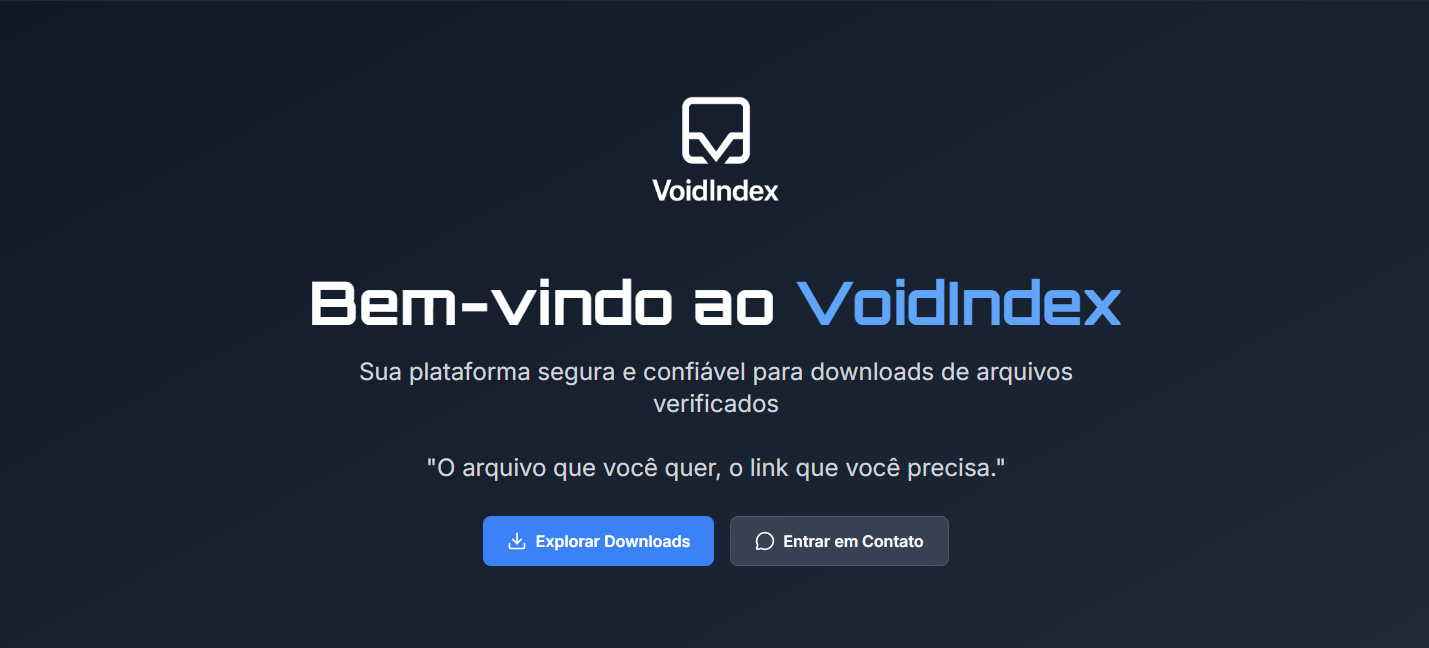 VoidIndex
Bem-vindo ao VoidIndex
Sua plataforma segura e confiável para downloads de arquivos
verificados
"O arquivo que você quer, o link que você precisa."
Explorar Downloads
Entrar em Contato